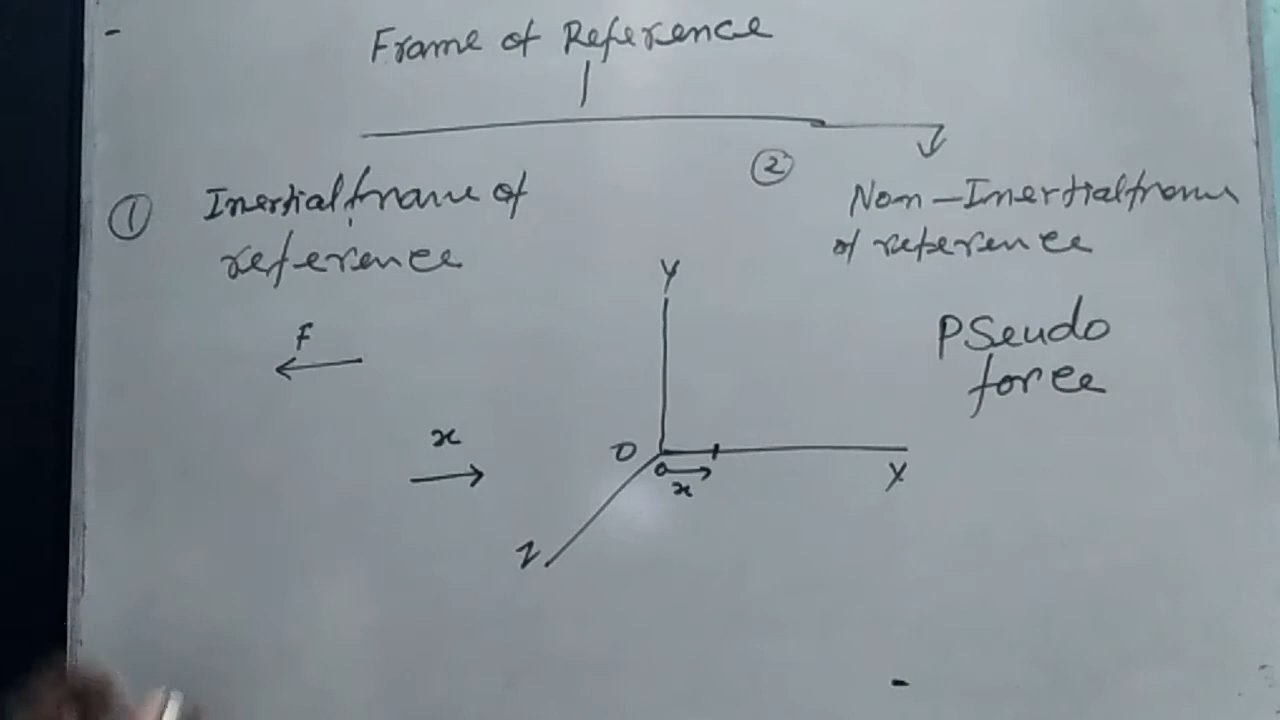 Frame of Reference
① Inertial frame of
reference
② Non-Inertial frame
of reference
F
Y
Pseudo
force
x
O
x
X
Z